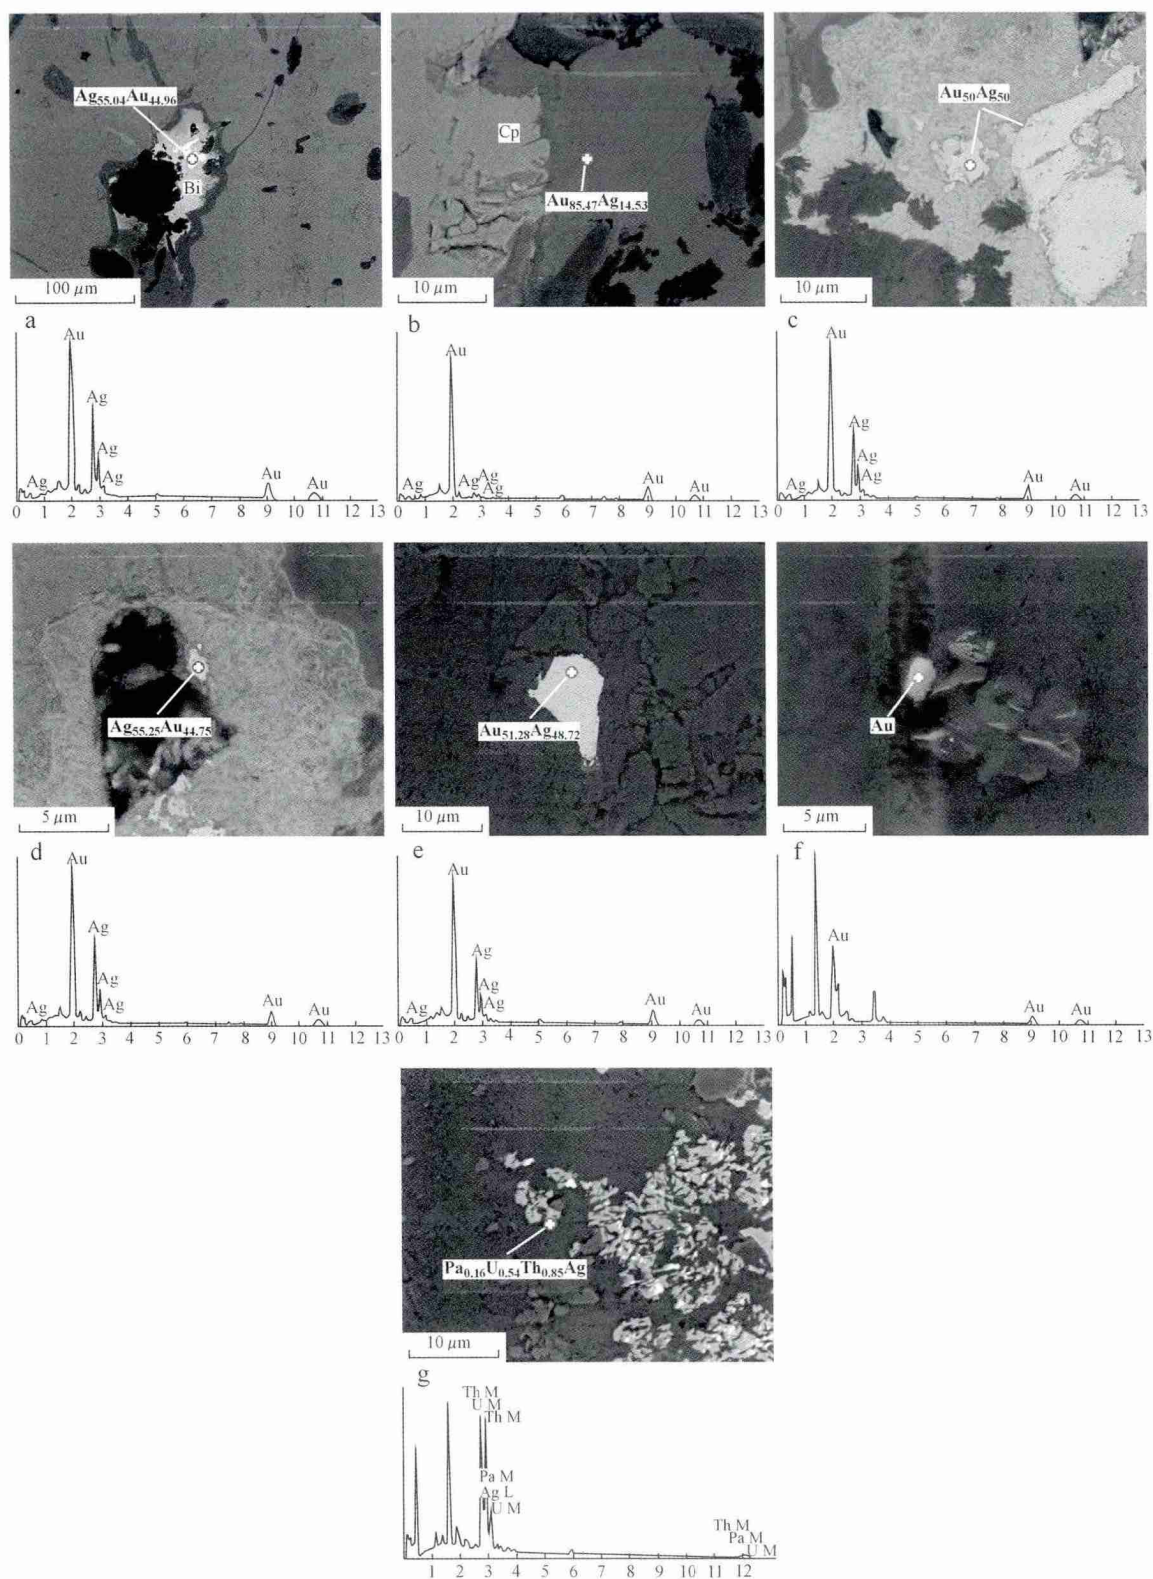 Ag55.04Au44.96
Bi
100 μm
Cp
Au85.47Ag14.53
10 μm
Au50Ag50
10 μm
a
Au
Ag
Ag
Ag
Ag
Au
Au
0 1 2 3 4 5 6 7 8 9 10 11 12 13
b
Au
Ag
Ag
Ag
Ag
Au
Au
0 1 2 3 4 5 6 7 8 9 10 11 12 13
c
Au
Ag
Ag
Ag
Ag
Au
Au
0 1 2 3 4 5 6 7 8 9 10 11 12 13
Ag55.25Au44.75
5 μm
Au51.28Ag48.72
10 μm
Au
5 μm
d
Au
Ag
Ag
Ag
Ag
Au
Au
0 1 2 3 4 5 6 7 8 9 10 11 12 13
e
Au
Ag
Ag
Ag
Ag
Au
Au
0 1 2 3 4 5 6 7 8 9 10 11 12 13
f
Au
Au
Au
0 1 2 3 4 5 6 7 8 9 10 11 12 13
Pa0.16U0.54Th0.85Ag
10 μm
g
Th M
U M
Th M
Pa M
Ag L
U M
Th M
Pa M
U M
1 2 3 4 5 6 7 8 9 10 11 12